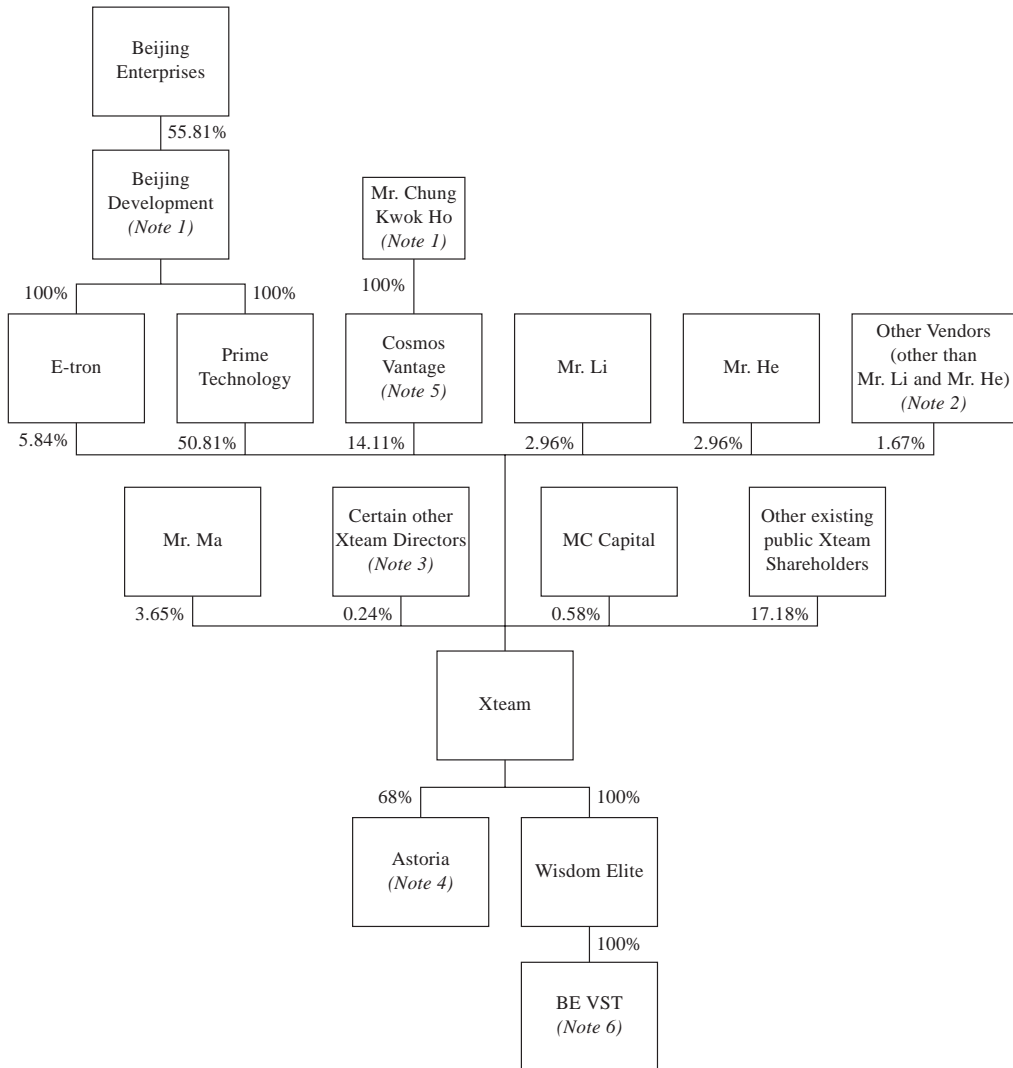 Beijing
Enterprises
55.81%
Beijing
Development
(Note 1)
Mr. Chung
Kwok Ho
(Note 1)
100%
100%
100%
E-tron
Prime
Technology
Cosmos
Vantage
(Note 5)
Mr. Li
Mr. He
Other Vendors
(other than
Mr. Li and Mr. He)
(Note 2)
5.84%
50.81%
14.11%
2.96%
2.96%
1.67%
Mr. Ma
Certain other
Xteam Directors
(Note 3)
MC Capital
Other existing
public Xteam
Shareholders
3.65%
0.24%
0.58%
17.18%
Xteam
68%
100%
Astoria
(Note 4)
Wisdom Elite
100%
BE VST
(Note 6)